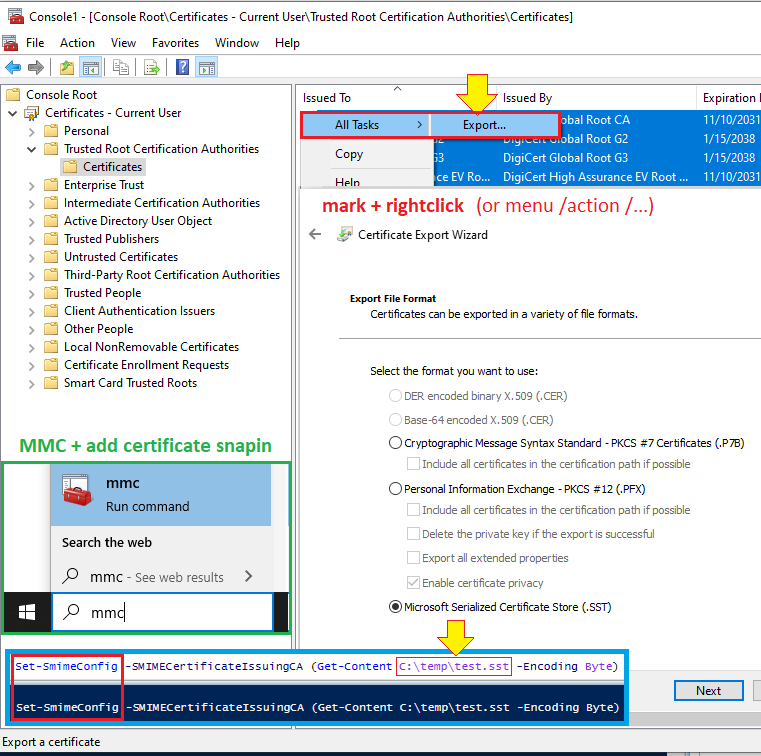 Console1 - [Console Root\Certificates - Current User\Trusted Root Certification Authorities\Certificates]
File Action View Favorites Window Help
Console Root
Certificates - Current User
Personal
Trusted Root Certification Authorities
Certificates
Enterprise Trust
Intermediate Certification Authorities
Active Directory User Object
Trusted Publishers
Untrusted Certificates
Third-Party Root Certification Authorities
Trusted People
Client Authentication Issuers
Other People
Local NonRemovable Certificates
Certificate Enrollment Requests
Smart Card Trusted Roots
MMC + add certificate snapin
mmc
Run command
Search the web
mmc - See web results
mmc
Issued To Issued By Expiration
All Tasks Export...
Global Root CA 11/10/2031
G2 DigiCert Global Root G2 1/15/2038
Copy G3 DigiCert Global Root G3 1/15/2038
Help nce EV Ro... DigiCert High Assurance EV Root ... 11/10/2031
mark + rightclick (or menu /action /...)
Certificate Export Wizard
Export File Format
Certificates can be exported in a variety of file formats.
Select the format you want to use:
DER encoded binary X.509 (.CER)
Base-64 encoded X.509 (.CER)
Cryptographic Message Syntax Standard - PKCS #7 Certificates (.P7B)
Include all certificates in the certification path if possible
Personal Information Exchange - PKCS #12 (.PFX)
Include all certificates in the certification path if possible
Delete the private key if the export is successful
Export all extended properties
Enable certificate privacy
Microsoft Serialized Certificate Store (.SST)
Set-SmimeConfig -SMIMECertificateIssuingCA (Get-Content C:\temp\test.sst -Encoding Byte)
Set-SmimeConfig -SMIMECertificateIssuingCA (Get-Content C:\temp\test.sst -Encoding Byte)
Next
Export a certificate